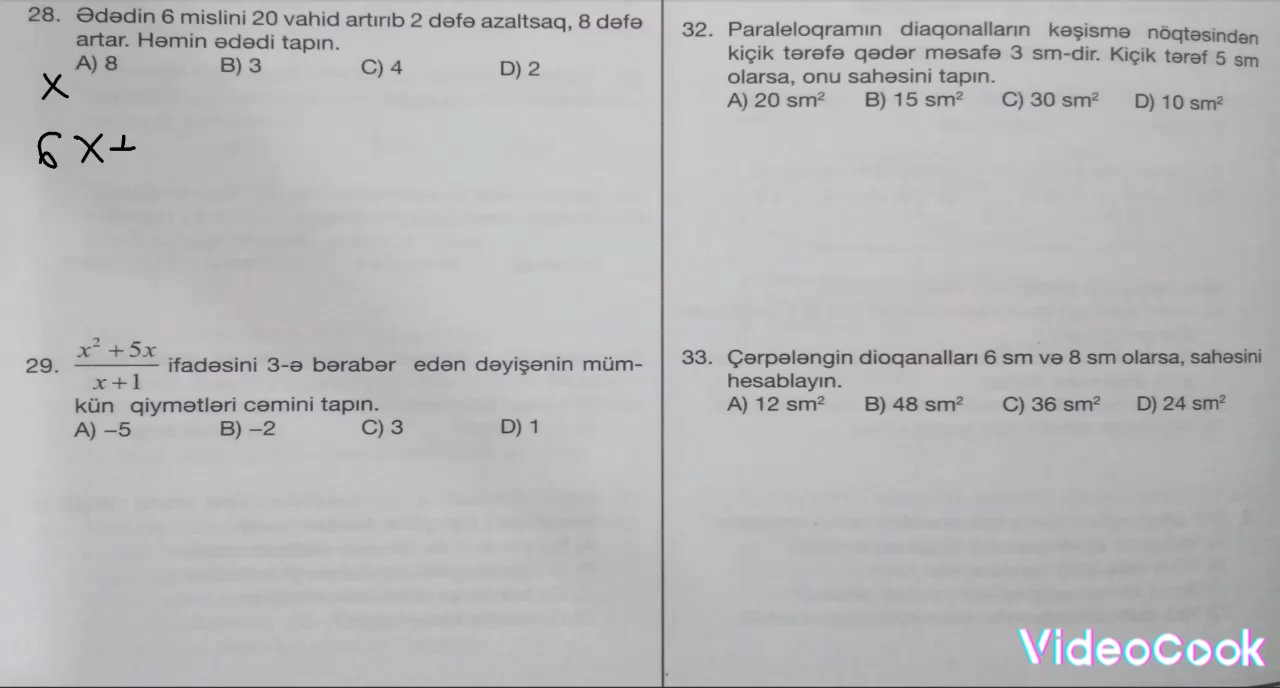 28. Ədədin 6 mislini 20 vahid artırıb 2 dəfə azaltsaq, 8 dəfə
artar. Həmin ədədi tapın.
A) 8 B) 3 C) 4 D) 2
x
6 x +
29. x² + 5x / x + 1 ifadəsini 3-ə bərabər edən dəyişənin müm-
kün qiymətləri cəmini tapın.
A) –5 B) –2 C) 3 D) 1
32. Paraleloqramın diaqonalların kəşismə nöqtəsindən
kiçik tərəfə qədər məsafə 3 sm-dir. Kiçik tərəf 5 sm
olarsa, onu sahəsini tapın.
A) 20 sm² B) 15 sm² C) 30 sm² D) 10 sm²
33. Çərpələngin dioqanalları 6 sm və 8 sm olarsa, sahəsini
hesablayın.
A) 12 sm² B) 48 sm² C) 36 sm² D) 24 sm²
VideoCook